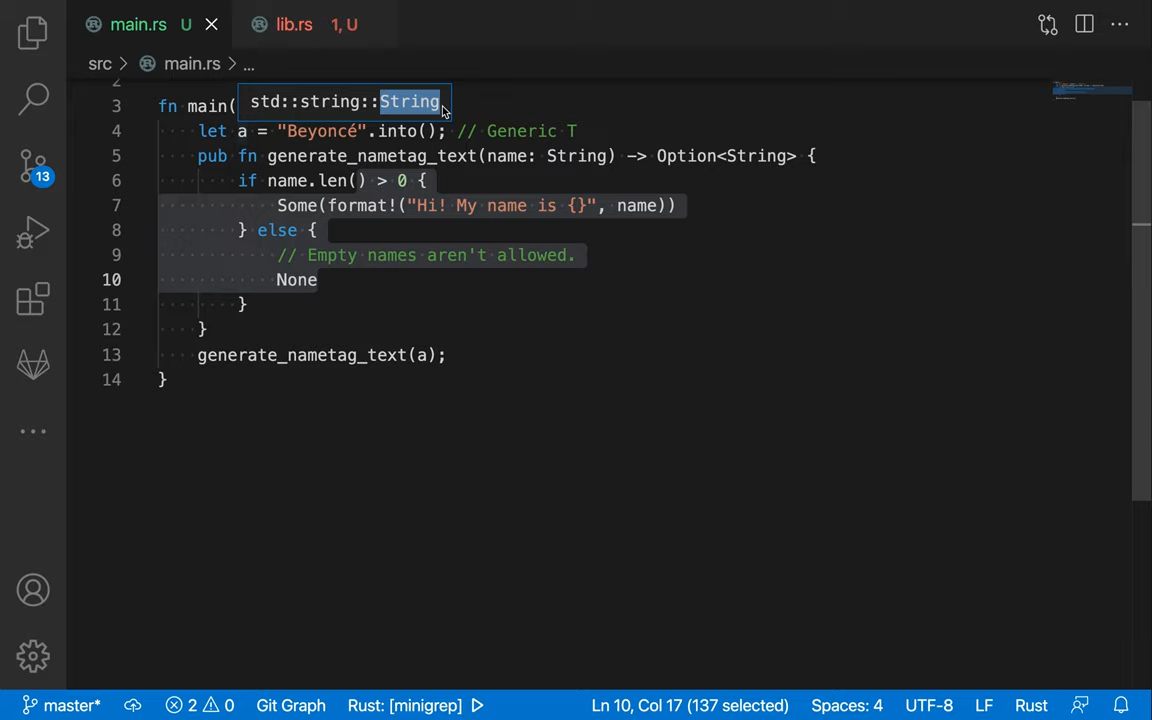 main.rs U lib.rs 1, U
src > main.rs > ...
2
std::string::String
3 fn main(
4 let a = "Beyoncé".into(); // Generic T
5 pub fn generate_nametag_text(name: String) -> Option<String> {
6 if name.len() > 0 {
7 Some(format!("Hi! My name is {}", name))
8 } else {
9 // Empty names aren't allowed.
10 None
11 }
12 }
13 generate_nametag_text(a);
14 }
13
master* 2 0 Git Graph Rust: [minigrep] Ln 10, Col 17 (137 selected) Spaces: 4 UTF-8 LF Rust